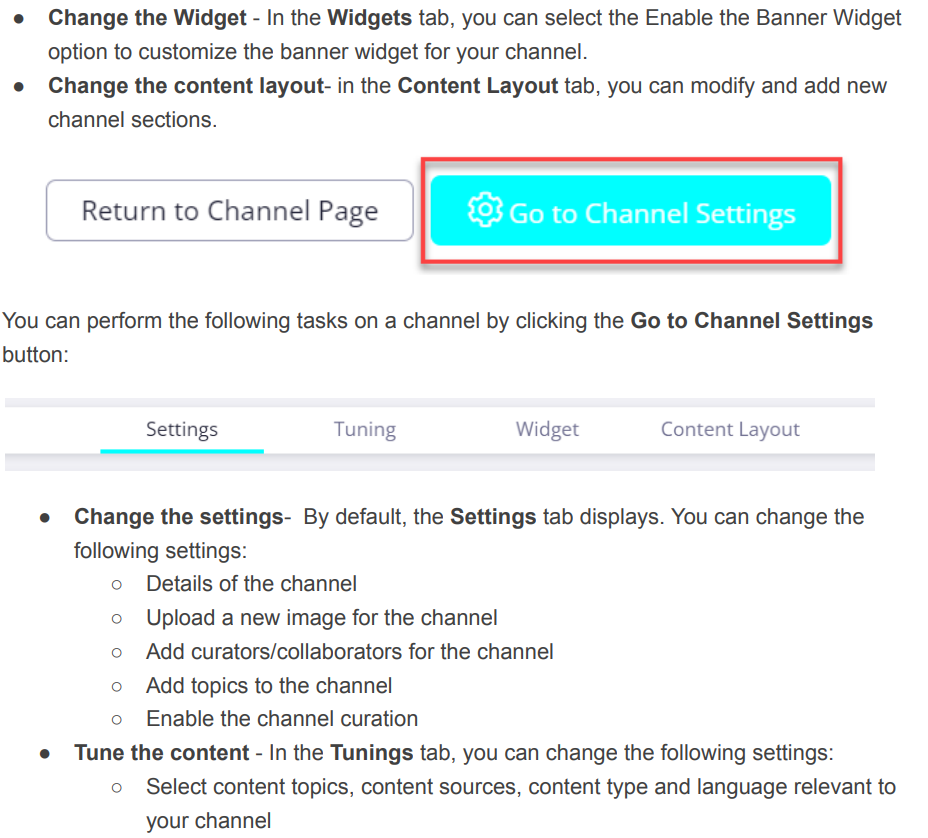 ● Change the Widget - In the Widgets tab, you can select the Enable the Banner Widget
option to customize the banner widget for your channel.
● Change the content layout- in the Content Layout tab, you can modify and add new
channel sections.
Return to Channel Page Go to Channel Settings
You can perform the following tasks on a channel by clicking the Go to Channel Settings
button:
Settings Tuning Widget Content Layout
● Change the settings- By default, the Settings tab displays. You can change the
following settings:
○ Details of the channel
○ Upload a new image for the channel
○ Add curators/collaborators for the channel
○ Add topics to the channel
○ Enable the channel curation
● Tune the content - In the Tunings tab, you can change the following settings:
○ Select content topics, content sources, content type and language relevant to
your channel